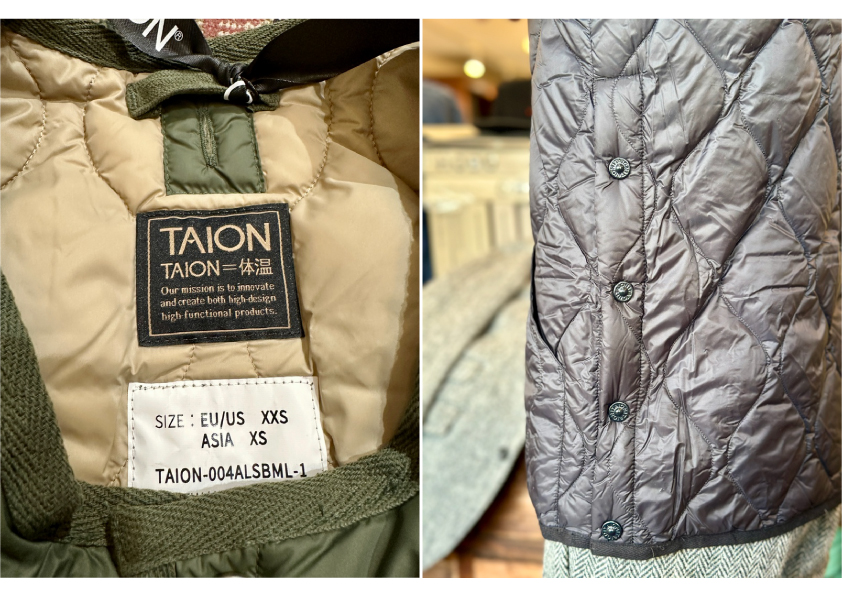 ION®
TAION
TAION=体温
Our mission is to innovate
and create both high-design
high functional products.
SIZE : EU/US XXS
ASIA XS
TAION-004ALSBML-1